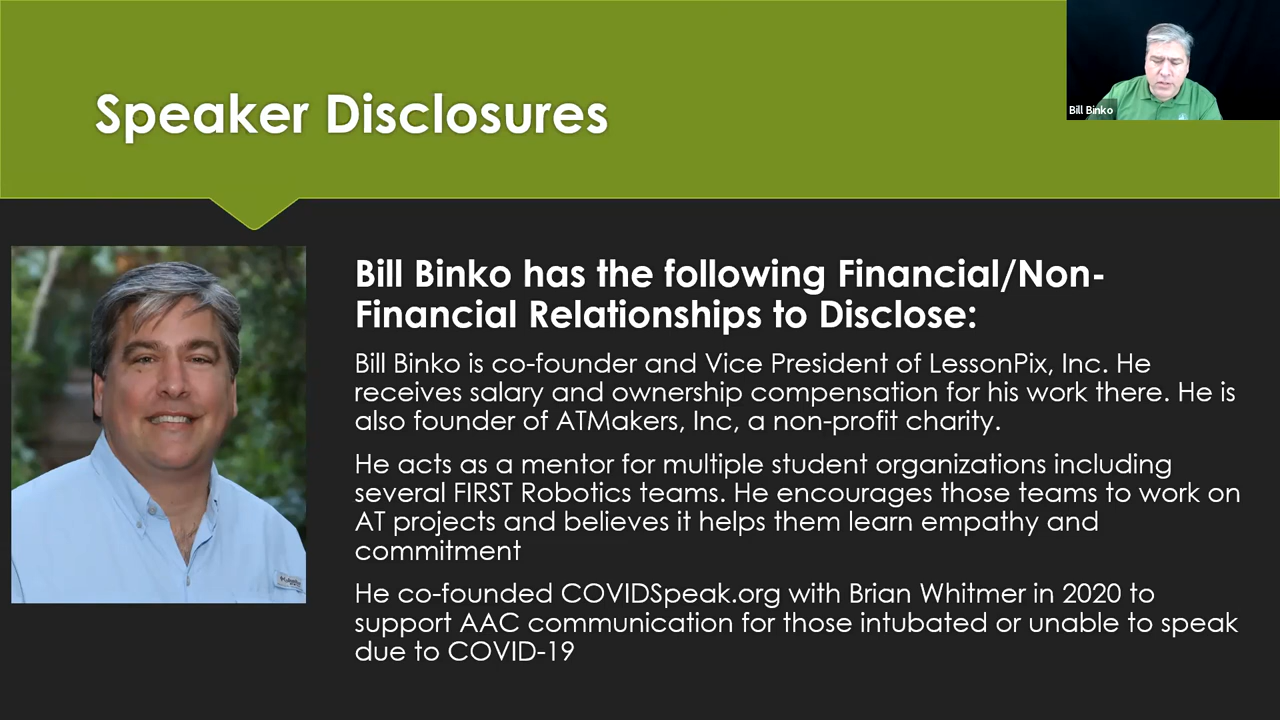 Speaker Disclosures
Bill Binko
Bill Binko has the following Financial/Non-
Financial Relationships to Disclose:
Bill Binko is co-founder and Vice President of LessonPix, Inc. He
receives salary and ownership compensation for his work there. He is
also founder of ATMakers, Inc, a non-profit charity.
He acts as a mentor for multiple student organizations including
several FIRST Robotics teams. He encourages those teams to work on
AT projects and believes it helps them learn empathy and
commitment
He co-founded COVIDSpeak.org with Brian Whitmer in 2020 to
support AAC communication for those intubated or unable to speak
due to COVID-19